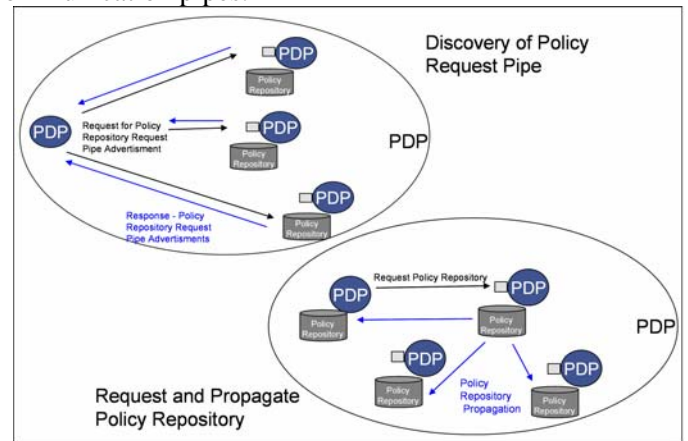 communication pipes.
Discovery of Policy
Request Pipe
PDP
Policy
Repository
PDP
Request for Policy
Repository Request
Pipe Advertisment
PDP
Policy
Repository
PDP
PDP
Policy
Repository
Response - Policy
Repository Request
Pipe Advertisments
Request Policy Repository
PDP
Policy
Repository
PDP
Policy
Repository
PDP
PDP
Policy
Repository
PDP
Policy
Repository
Policy
Repository
Propagation
Request and Propagate
Policy Repository